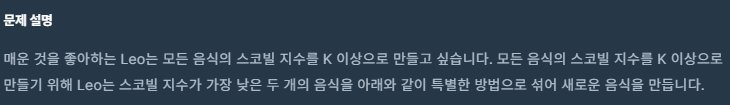 문제 설명
매운 것을 좋아하는 Leo는 모든 음식의 스코빌 지수를 K 이상으로 만들고 싶습니다. 모든 음식의 스코빌 지수를 K 이상으로
만들기 위해 Leo는 스코빌 지수가 가장 낮은 두 개의 음식을 아래와 같이 특별한 방법으로 섞어 새로운 음식을 만듭니다.